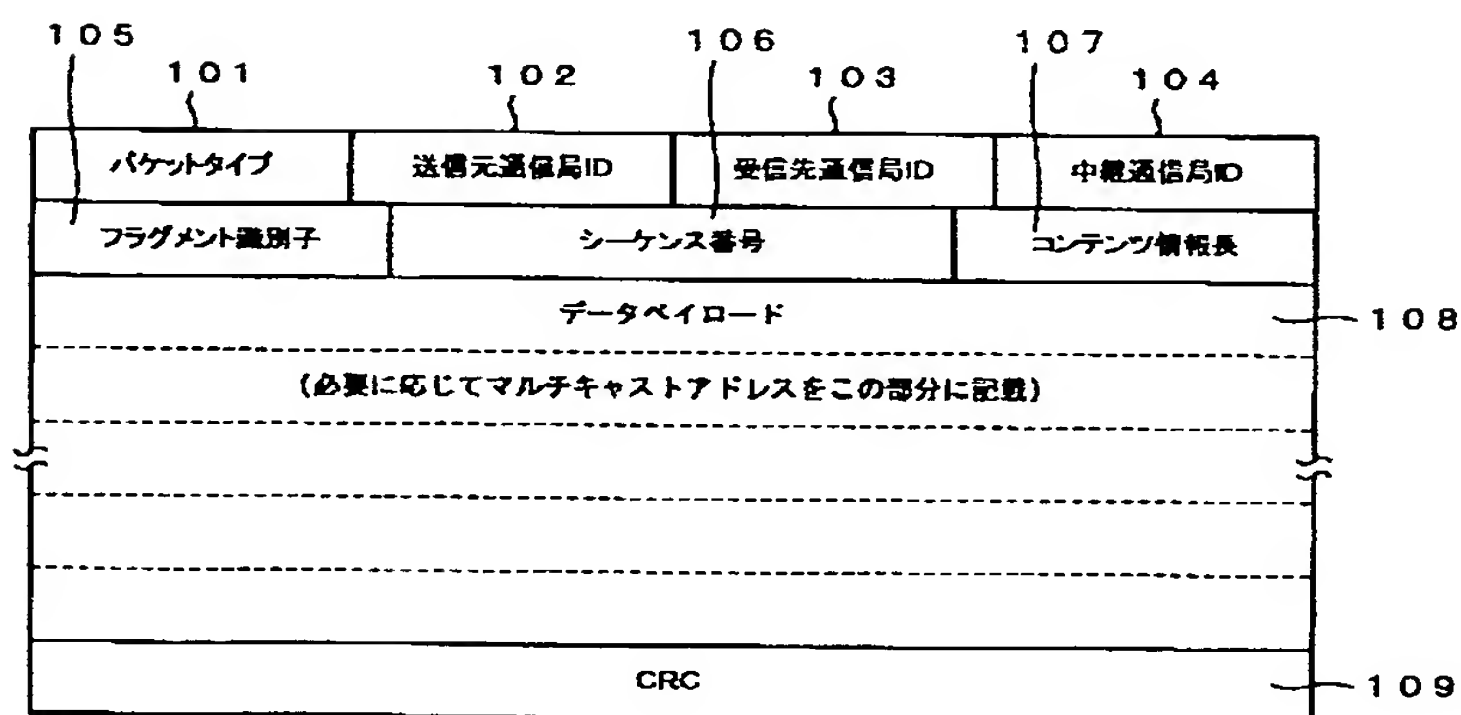 １０５ １０６ １０７
１０１ １０２ １０３ １０４
パケットタイプ 送信元通信局ID 受信先通信局ID 中継通信局ID
フラグメント識別子 シーケンス番号 コンテンツ情報長
データペイロード １０８
(必要に応じてマルチキャストアドレスをこの部分に記載)
CRC １０９